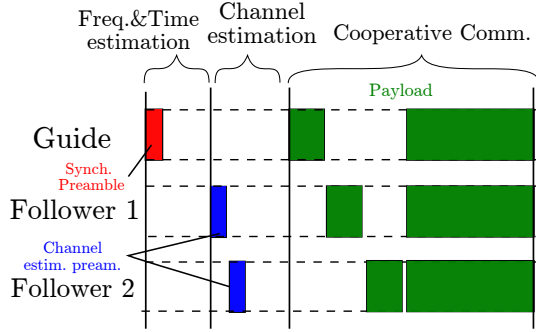 Freq.&Time
estimation
Channel
estimation
Cooperative Comm.
Payload
Guide
Synch.
Preamble
Follower 1
Channel
estim. pream.
Follower 2